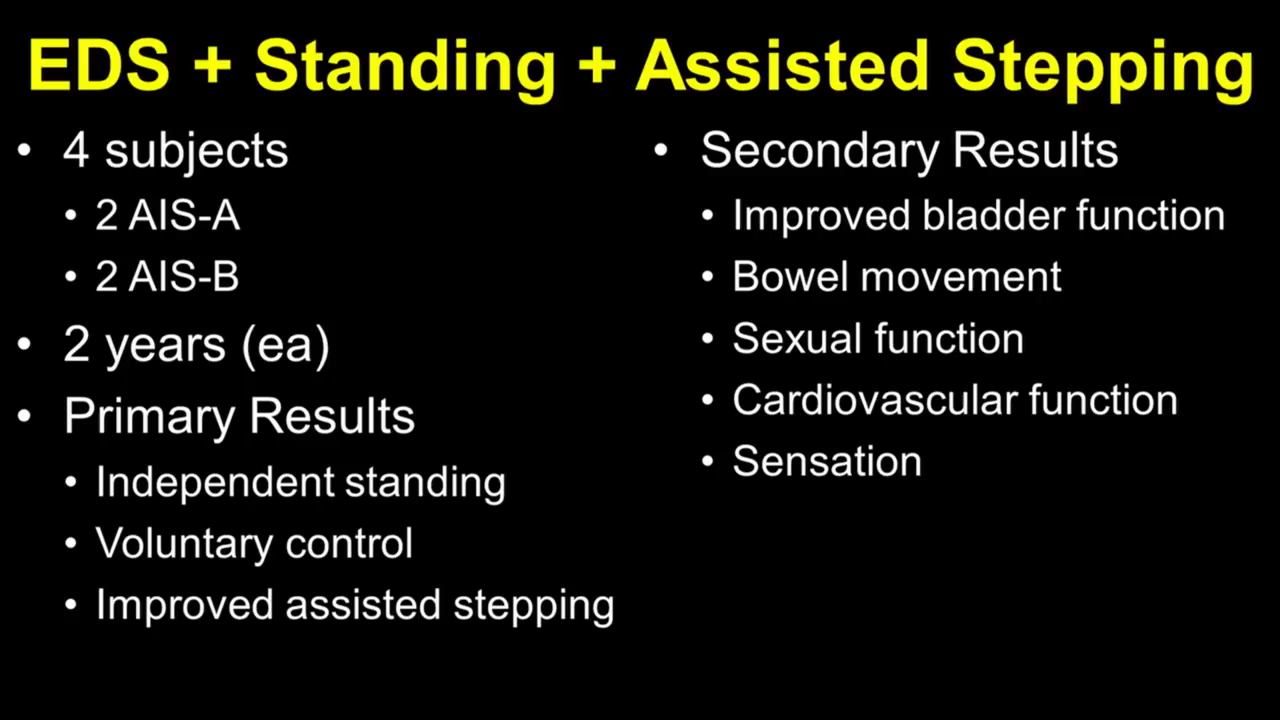 EDS + Standing + Assisted Stepping
• 4 subjects
• 2 AIS-A
• 2 AIS-B
• 2 years (ea)
• Primary Results
• Independent standing
• Voluntary control
• Improved assisted stepping
• Secondary Results
• Improved bladder function
• Bowel movement
• Sexual function
• Cardiovascular function
• Sensation